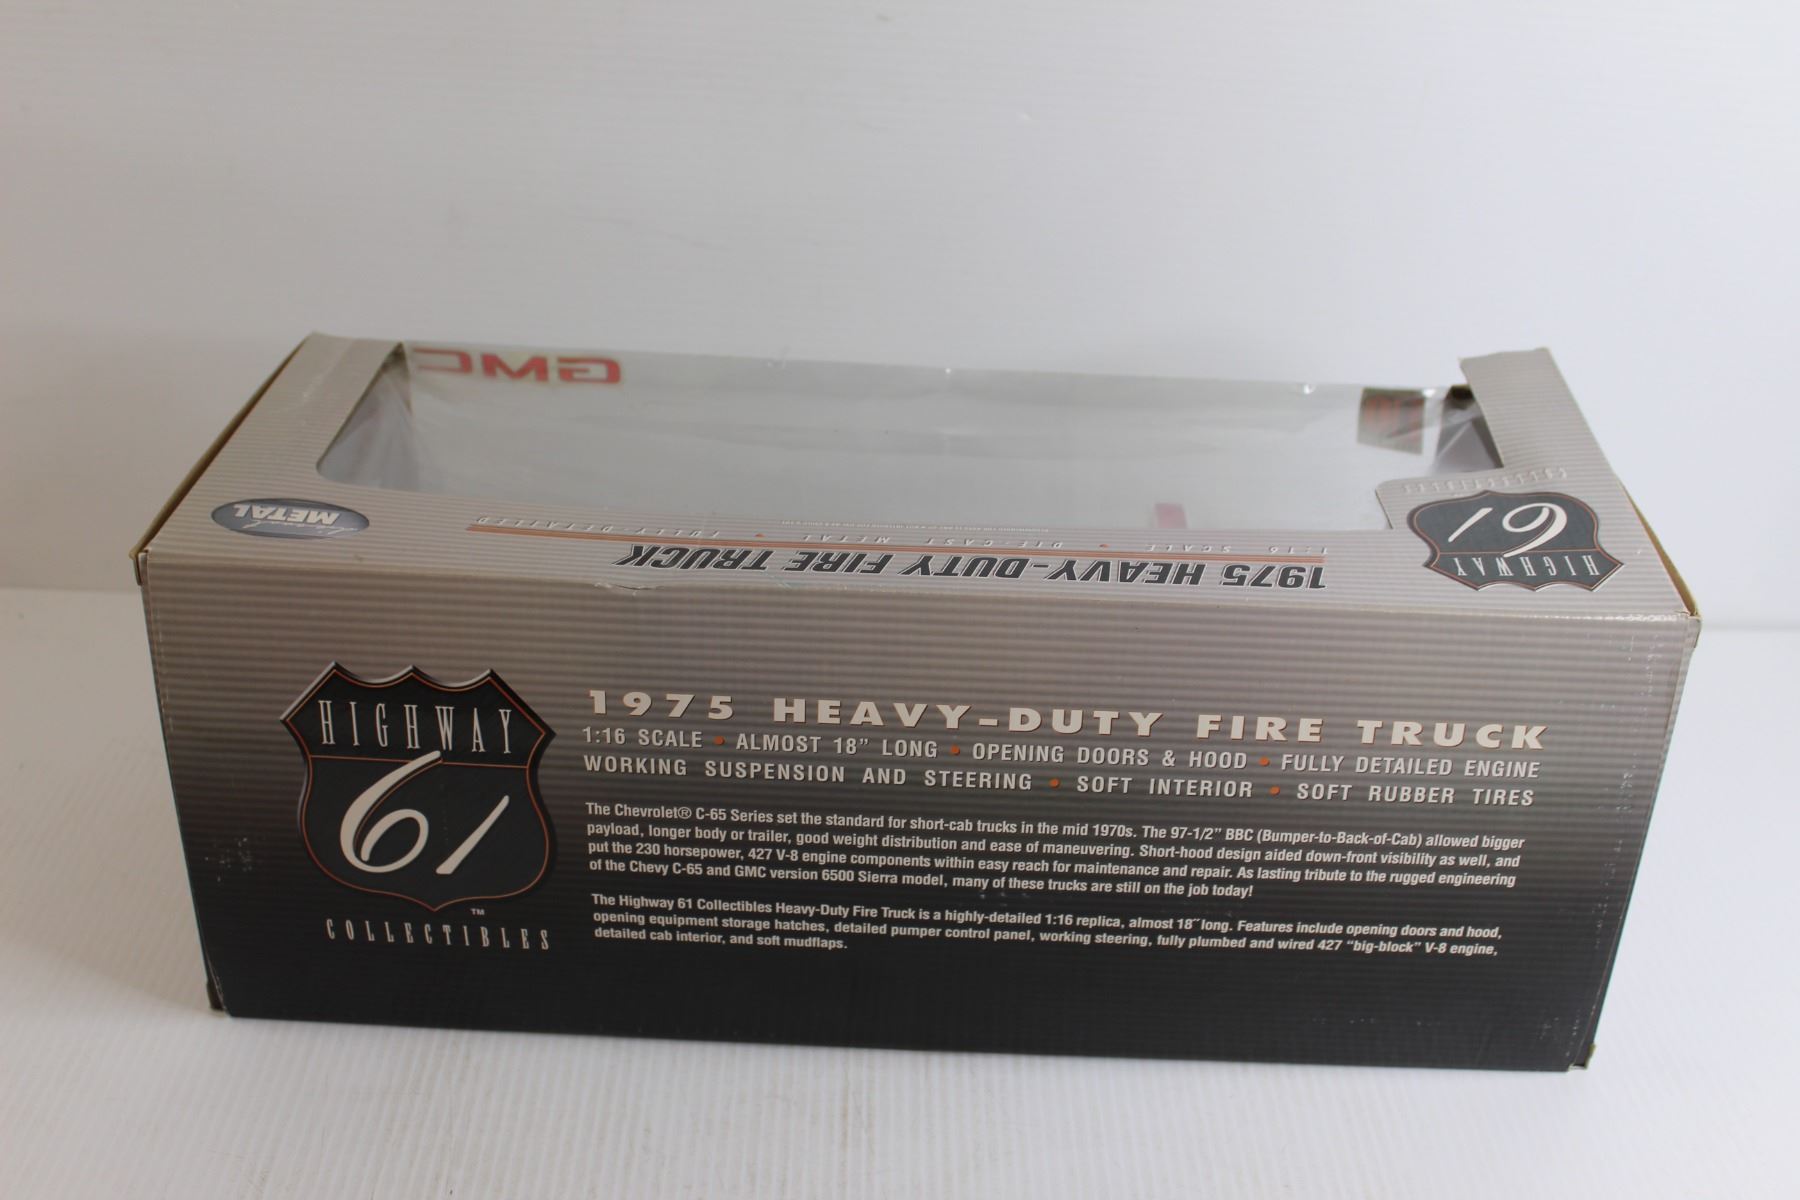 GMC
Diamond METAL
1:16 SCALE • DIE-CAST METAL • FULLY DETAILED
1975 HEAVY-DUTY FIRE TRUCK
HIGHWAY
61
COLLECTIBLES
HIGHWAY
61
™
COLLECTIBLES
1975 HEAVY-DUTY FIRE TRUCK
1:16 SCALE • ALMOST 18” LONG • OPENING DOORS & HOOD • FULLY DETAILED ENGINE
WORKING SUSPENSION AND STEERING • SOFT INTERIOR • SOFT RUBBER TIRES
The Chevrolet® C-65 Series set the standard for short-cab trucks in the mid 1970s. The 97-1/2” BBC (Bumper-to-Back-of-Cab) allowed bigger
payload, longer body or trailer, good weight distribution and ease of maneuvering. Short-hood design aided down-front visibility as well, and
put the 230 horsepower, 427 V-8 engine components within easy reach for maintenance and repair. As lasting tribute to the rugged engineering
of the Chevy C-65 and GMC version 6500 Sierra model, many of these trucks are still on the job today!
The Highway 61 Collectibles Heavy-Duty Fire Truck is a highly-detailed 1:16 replica, almost 18˝ long. Features include opening doors and hood,
opening equipment storage hatches, detailed pumper control panel, working steering, fully plumbed and wired 427 “big-block” V-8 engine,
detailed cab interior, and soft mudflaps.